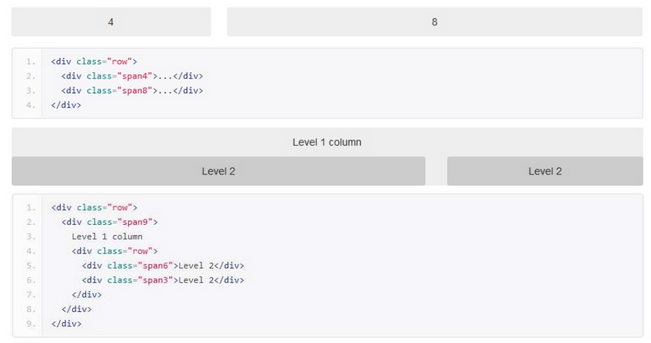 4 8
1. <div class="row">
2. <div class="span4">...</div>
3. <div class="span8">...</div>
4. </div>
Level 1 column
Level 2 Level 2
1. <div class="row">
2. <div class="span9">
3. Level 1 column
4. <div class="row">
5. <div class="span6">Level 2</div>
6. <div class="span3">Level 2</div>
7. </div>
8. </div>
9. </div>